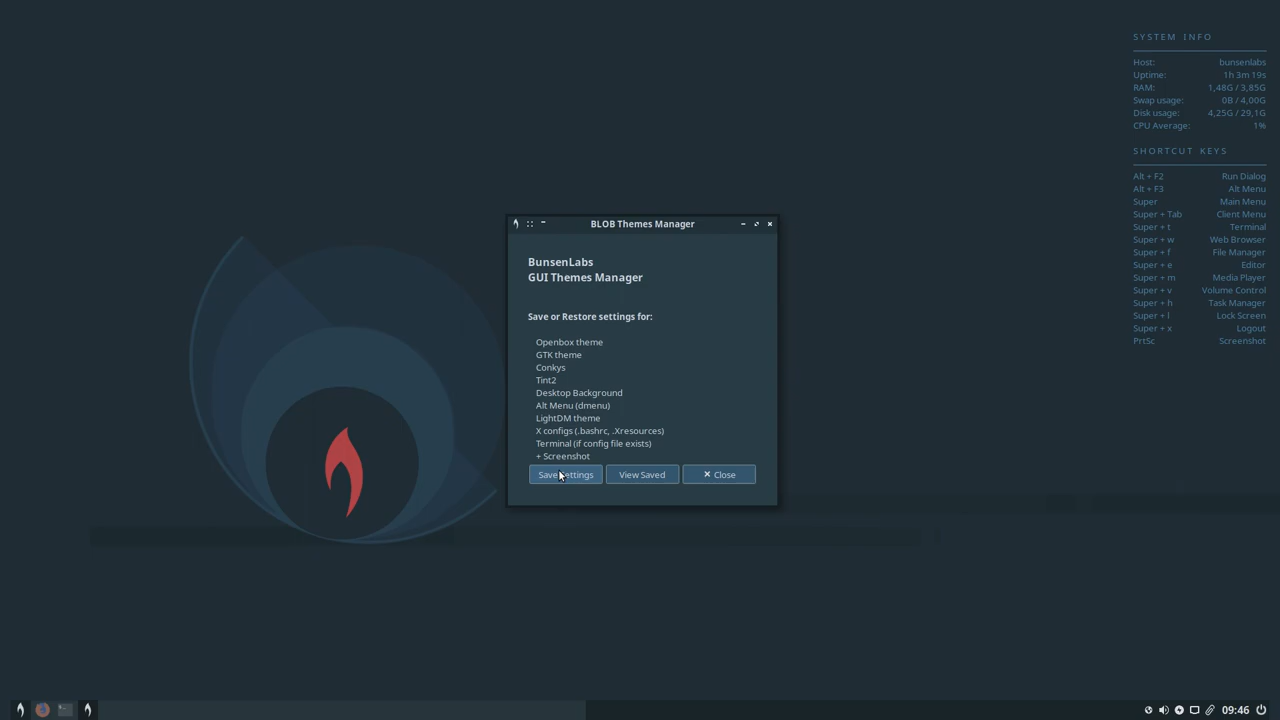 SYSTEM INFO
Host: bunsenlabs
Uptime: 1h 3m 19s
RAM: 1,48G / 3,85G
Swap usage: 0B / 4,00G
Disk usage: 4,25G / 29,1G
CPU Average: 1%
SHORTCUT KEYS
Alt + F2 Run Dialog
Alt + F3 Alt Menu
Super Main Menu
Super + Tab Client Menu
Super + t Terminal
Super + w Web Browser
Super + f File Manager
Super + e Editor
Super + m Media Player
Super + v Volume Control
Super + h Task Manager
Super + l Lock Screen
Super + x Logout
PrtSc Screenshot
BLOB Themes Manager
BunsenLabs
GUI Themes Manager
Save or Restore settings for:
Openbox theme
GTK theme
Conkys
Tint2
Desktop Background
Alt Menu (dmenu)
LightDM theme
X configs (.bashrc, .Xresources)
Terminal (if config file exists)
+ Screenshot
Save Settings View Saved Close
09:46